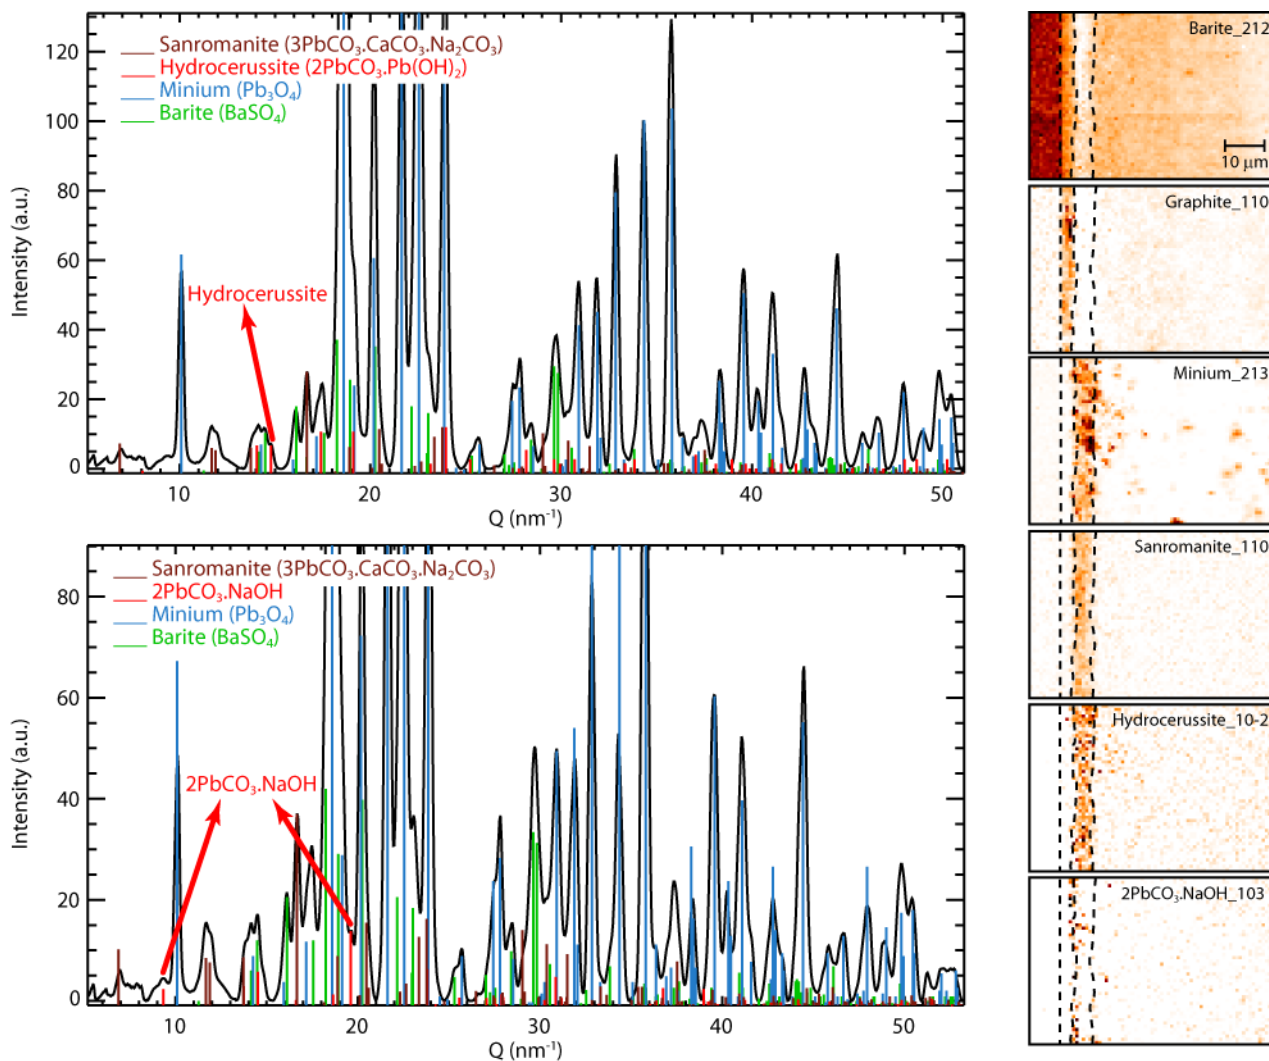 120
100
80
60
40
20
0
Intensity (a.u.)
Sanromanite (3PbCO₃.CaCO₃.Na₂CO₃)
Hydrocerussite (2PbCO₃.Pb(OH)₂)
Minium (Pb₃O₄)
Barite (BaSO₄)
Hydrocerussite
10 20 30 40 50
Q (nm⁻¹)
80
60
40
20
0
Intensity (a.u.)
Sanromanite (3PbCO₃.CaCO₃.Na₂CO₃)
2PbCO₃.NaOH
Minium (Pb₃O₄)
Barite (BaSO₄)
2PbCO₃.NaOH
10 20 30 40 50
Q (nm⁻¹)
Barite_212
10 μm
Graphite_110
Minium_213
Sanromanite_110
Hydrocerussite_10-2
2PbCO₃.NaOH_103